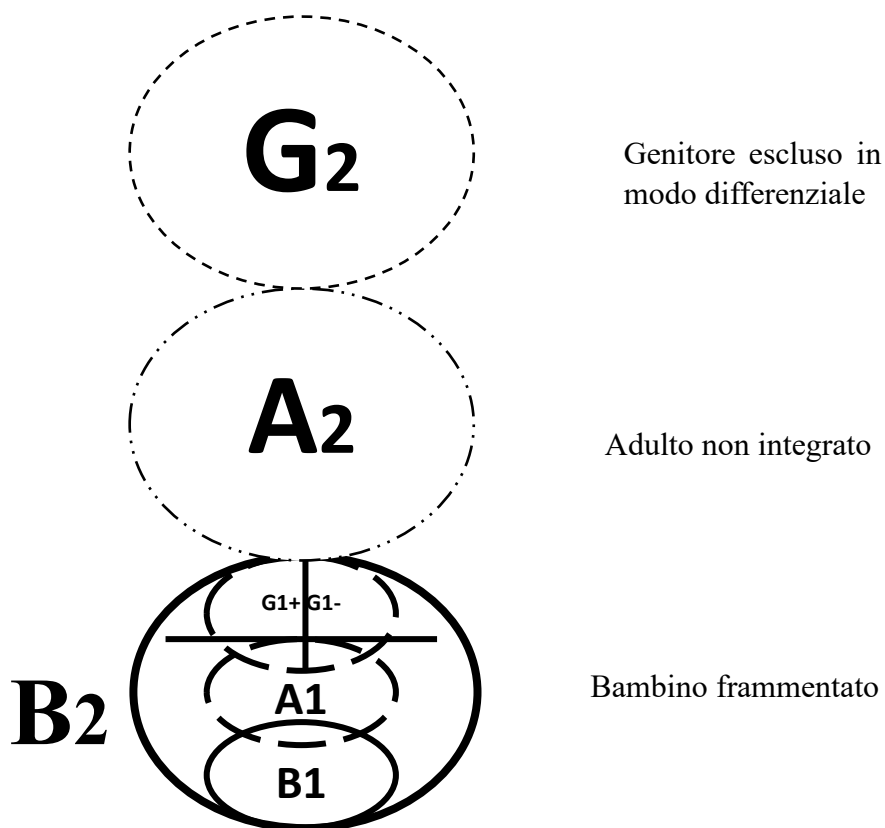 G2
Genitore escluso in
modo differenziale
A2
Adulto non integrato
G1+ G1-
B2
A1
Bambino frammentato
B1